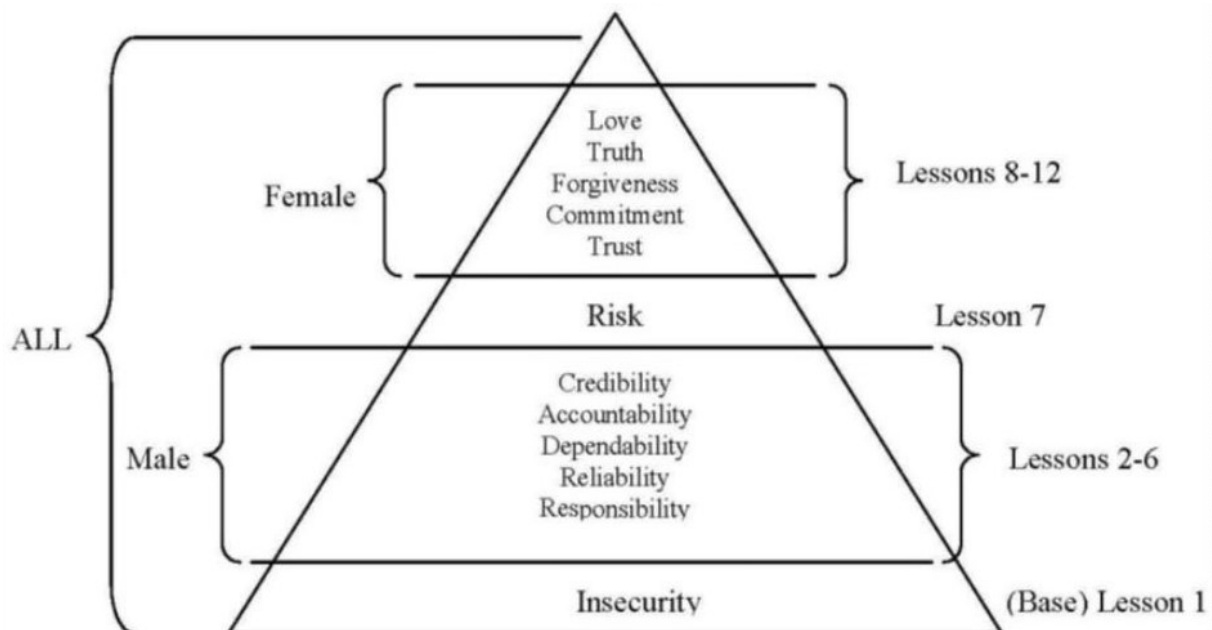 Love
Truth
Forgiveness
Commitment
Trust
Female
Lessons 8-12
Risk
Lesson 7
ALL
Credibility
Accountability
Dependability
Reliability
Responsibility
Male
Lessons 2-6
Insecurity
(Base) Lesson 1